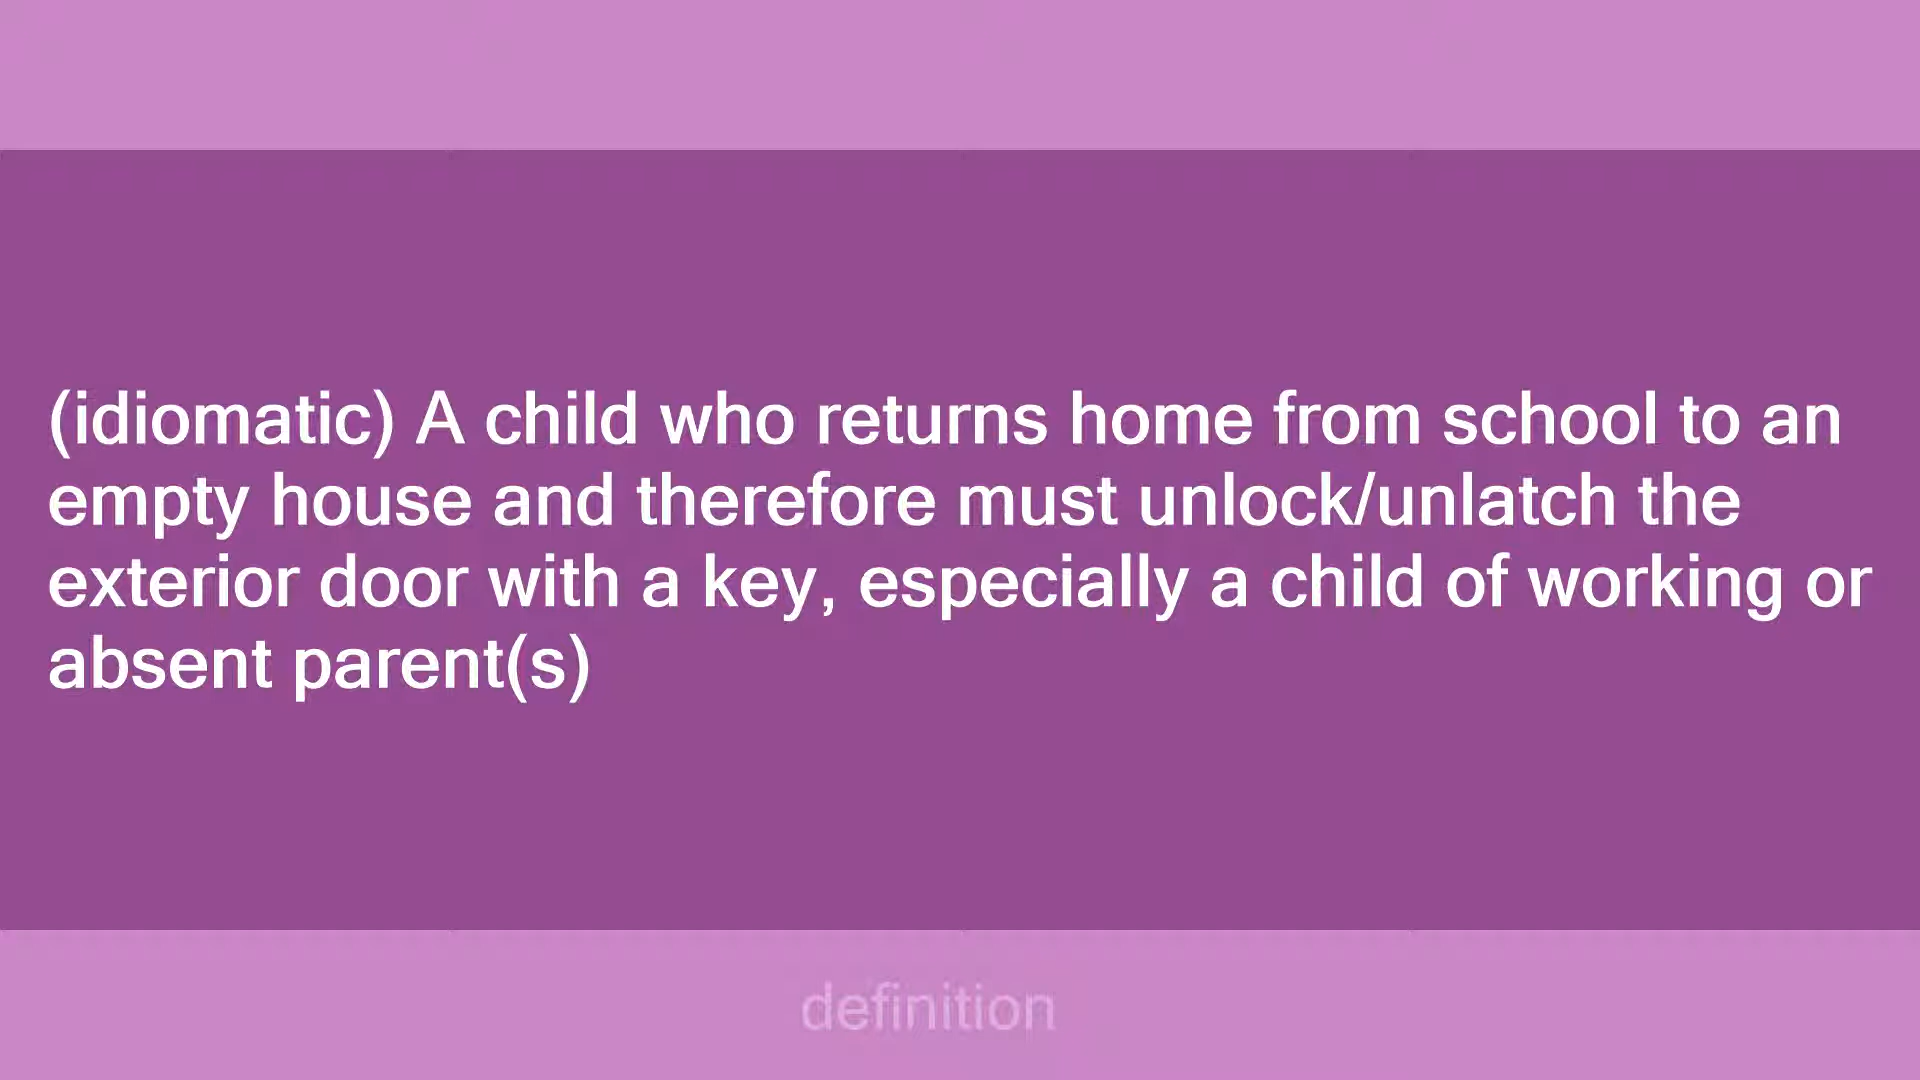 (idiomatic) A child who returns home from school to an
empty house and therefore must unlock/unlatch the
exterior door with a key, especially a child of working or
absent parent(s)
definition